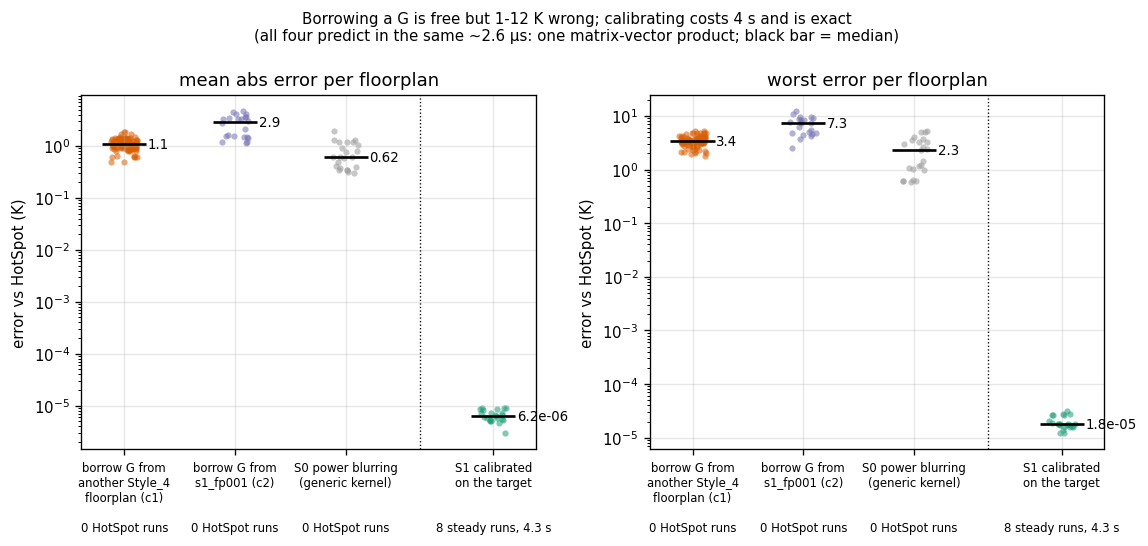 Borrowing a G is free but 1-12 K wrong; calibrating costs 4 s and is exact
(all four predict in the same ~2.6 µs: one matrix-vector product; black bar = median)
mean abs error per floorplan
error vs HotSpot (K)
10⁰
10⁻¹
10⁻²
10⁻³
10⁻⁴
10⁻⁵
1.1
2.9
0.62
6.2e-06
borrow G from
another Style_4
floorplan (c1)
0 HotSpot runs
borrow G from
s1_fp001 (c2)
0 HotSpot runs
S0 power blurring
(generic kernel)
0 HotSpot runs
S1 calibrated
on the target
8 steady runs, 4.3 s
worst error per floorplan
error vs HotSpot (K)
10¹
10⁰
10⁻¹
10⁻²
10⁻³
10⁻⁴
10⁻⁵
3.4
7.3
2.3
1.8e-05
borrow G from
another Style_4
floorplan (c1)
0 HotSpot runs
borrow G from
s1_fp001 (c2)
0 HotSpot runs
S0 power blurring
(generic kernel)
0 HotSpot runs
S1 calibrated
on the target
8 steady runs, 4.3 s